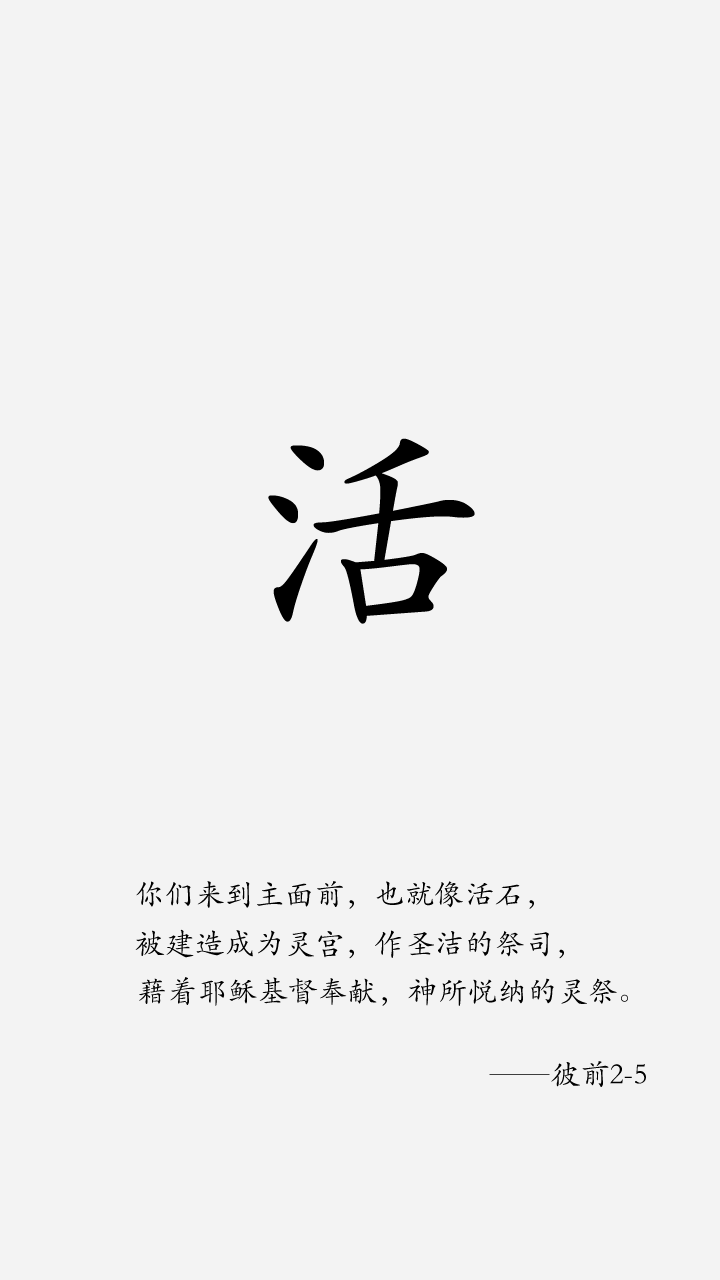 活
你们来到主面前，也就像活石，
被建造成为灵宫，作圣洁的祭司，
藉着耶稣基督奉献，神所悦纳的灵祭。
——彼前2-5